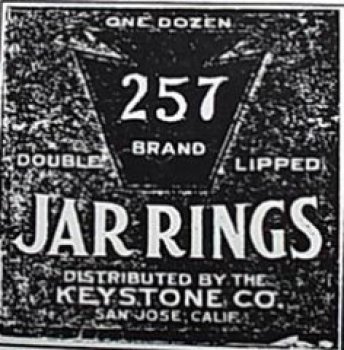 ONE DOZEN
257
BRAND
DOUBLE LIPPED
JAR RINGS
DISTRIBUTED BY THE
KEYSTONE CO.
SAN JOSE, CALIF.